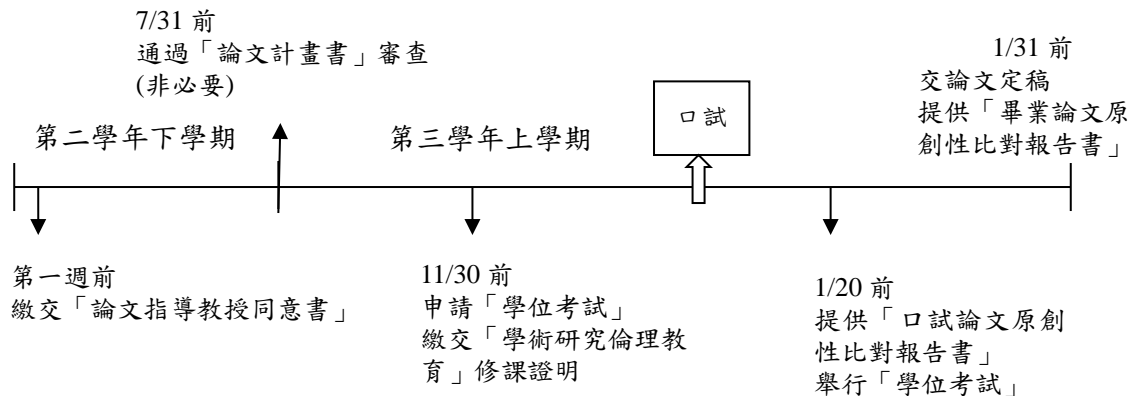 7/31 前
通過「論文計畫書」審查
(非必要)
第二學年下學期
第三學年上學期
口試
1/31 前
交論文定稿
提供「畢業論文原
創性比對報告書」
第一週前
繳交「論文指導教授同意書」
11/30 前
申請「學位考試」
繳交「學術研究倫理教
育」修課證明
1/20 前
提供「口試論文原創
性比對報告書」
舉行「學位考試」